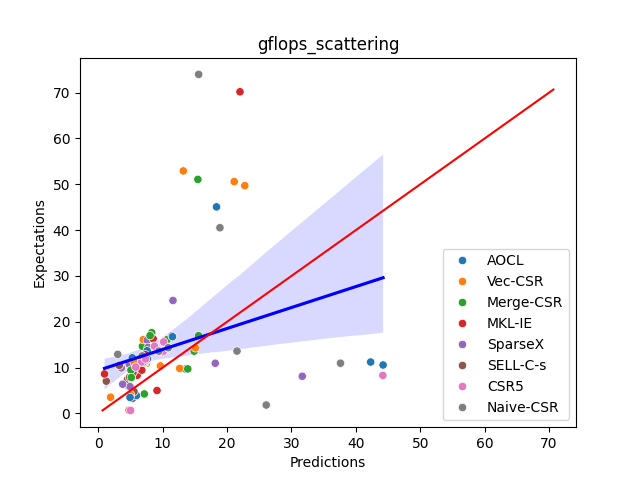 gflops_scattering
Expectations
70
60
50
40
30
20
10
0
AOCL
Vec-CSR
Merge-CSR
MKL-IE
SparseX
SELL-C-s
CSR5
Naive-CSR
0 10 20 30 40 50 60 70
Predictions